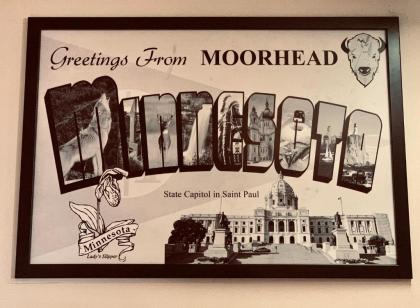 Greetings From MOORHEAD
MINNESOTA
State Capitol in Saint Paul
Minnesota
Lady's Slipper